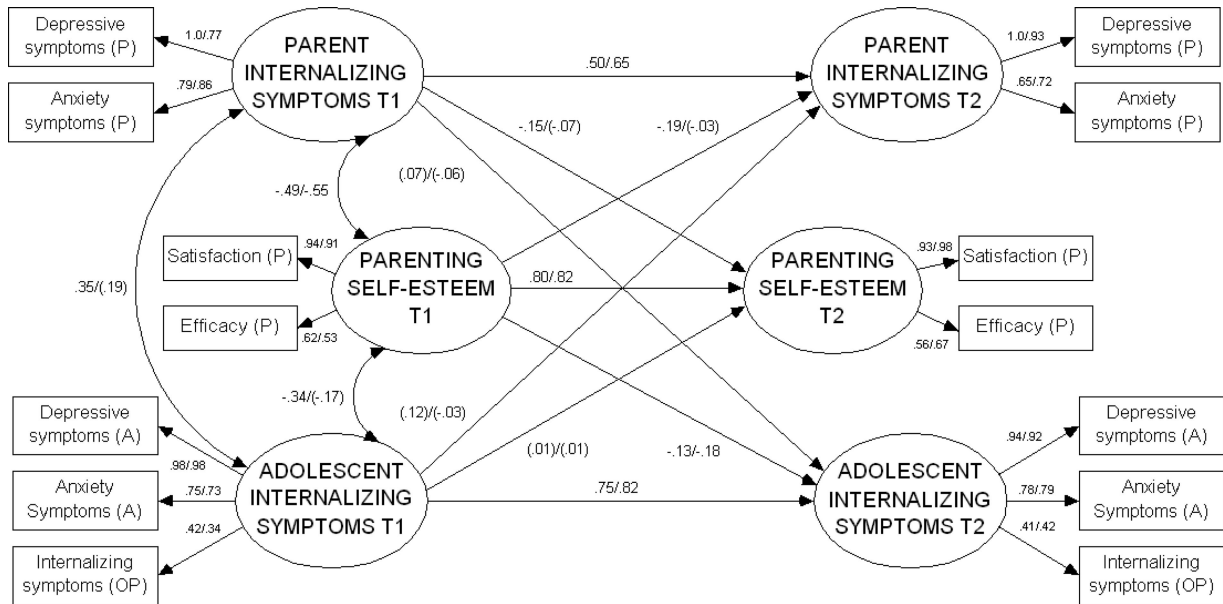 Depressive
symptoms (P)
1.0/.77
Anxiety
symptoms (P)
.79/.86
PARENT
INTERNALIZING
SYMPTOMS T1
.50/.65
PARENT
INTERNALIZING
SYMPTOMS T2
1.0/.93
Depressive
symptoms (P)
.65/.72
Anxiety
symptoms (P)
-.15/(-.07)
-.19/(-.03)
-.49/-.55
(.07)/(-.06)
.35/(.19)
Satisfaction (P)
.94/.91
Efficacy (P)
.62/.53
PARENTING
SELF-ESTEEM
T1
.80/.82
PARENTING
SELF-ESTEEM
T2
.93/.98
Satisfaction (P)
.56/.67
Efficacy (P)
-.34/(-.17)
(.12)/(-.03)
(.01)/(.01)
-.13/-.18
Depressive
symptoms (A)
.98/.98
Anxiety
Symptoms (A)
.75/.73
Internalizing
symptoms (OP)
.42/.34
ADOLESCENT
INTERNALIZING
SYMPTOMS T1
.75/.82
ADOLESCENT
INTERNALIZING
SYMPTOMS T2
.94/.92
Depressive
symptoms (A)
.78/.79
Anxiety
Symptoms (A)
.41/.42
Internalizing
symptoms (OP)